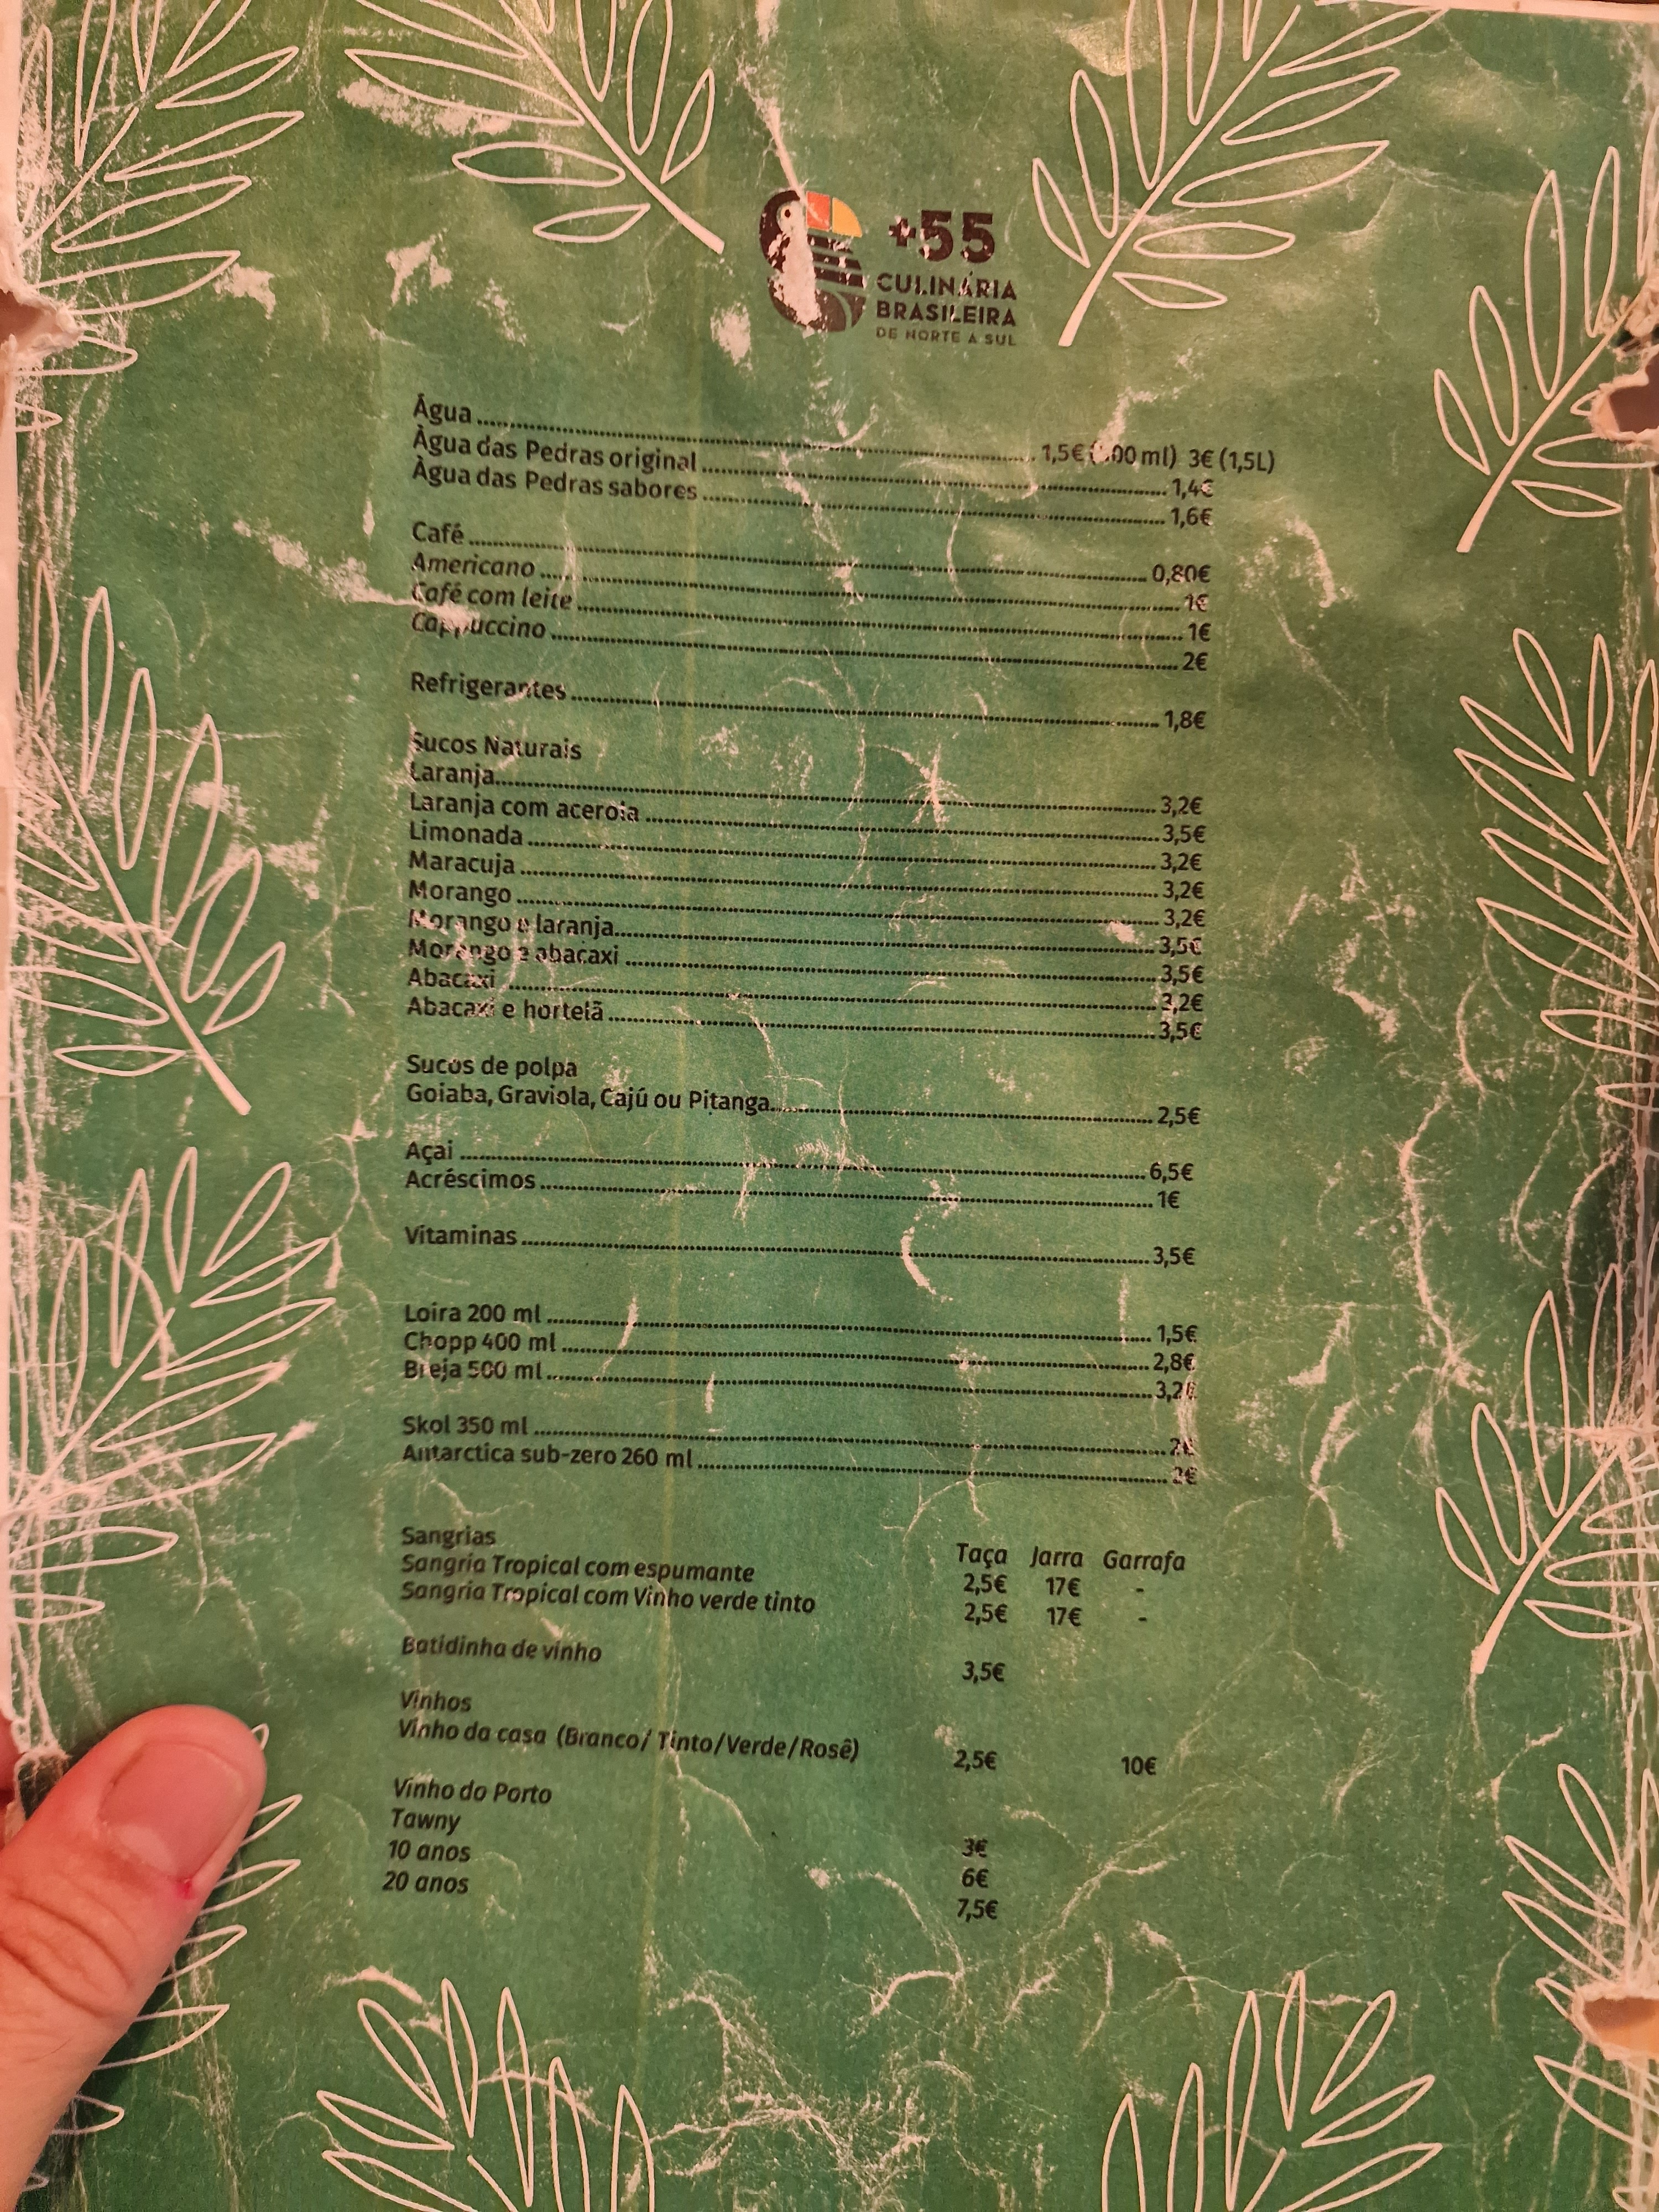 +55
CULINÁRIA
BRASILEIRA
DE NORTE A SUL
Água 1,5€ ml) 3€ (1,5L)
Água das Pedras original 1,4€
Água das Pedras sabores 1,6€
Café 0,80€
Americano 1€
Café com leite 1€
Cappuccino 2€
Refrigerantes 1,8€
Sucos Naturais
Laranja 3,2€
Laranja com acerola 3,5€
Limonada 3,2€
Maracuja 3,2€
Morango 3,2€
Morango e laranja 3,5€
Morango e abacaxi 3,5€
Abacaxi 3,2€
Abacaxi e hortelã 3,5€
Sucos de polpa
Goiaba, Graviola, Cajú ou Pitanga 2,5€
Açai 6,5€
Acréscimos 1€
Vitaminas 3,5€
Loira 200 ml 1,5€
Chopp 400 ml 2,8€
Breja 500 ml 3,2€
Skol 350 ml 2€
Antarctica sub-zero 260 ml 2€
Sangrias Taça Jarra Garrafa
Sangria Tropical com espumante 2,5€ 17€ -
Sangria Tropical com Vinho verde tinto 2,5€ 17€ -
Batidinha de vinho 3,5€
Vinhos
Vinho da casa (Branco/ Tinto/Verde/Rosê) 2,5€ 10€
Vinho do Porto
Tawny 3€
10 anos 6€
20 anos 7,5€